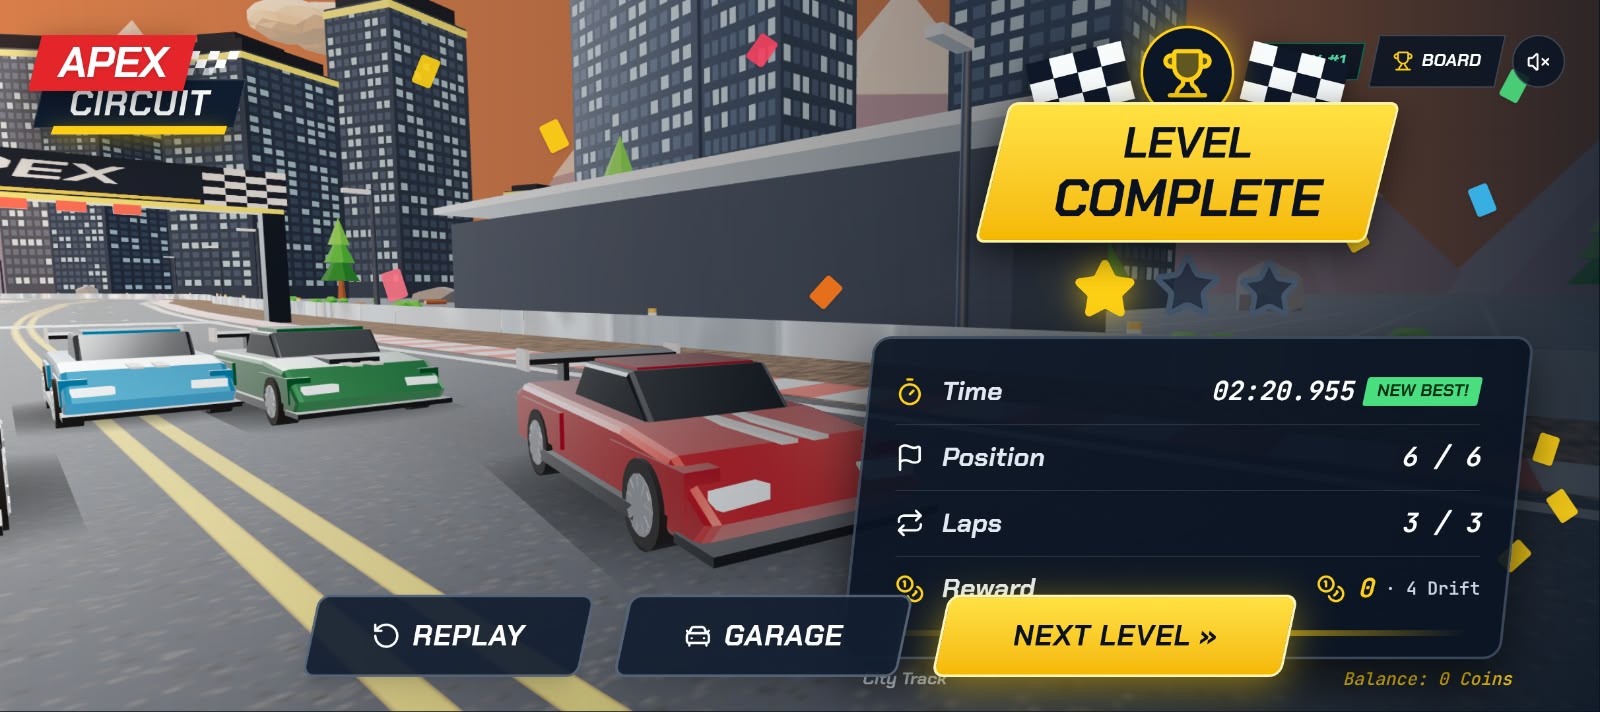 APEX
CIRCUIT
#1
BOARD
LEVEL
COMPLETE
Time 02:20.955 NEW BEST!
Position 6 / 6
Laps 3 / 3
Reward 0 · 4 Drift
REPLAY
GARAGE
NEXT LEVEL »
City Track
Balance: 0 Coins